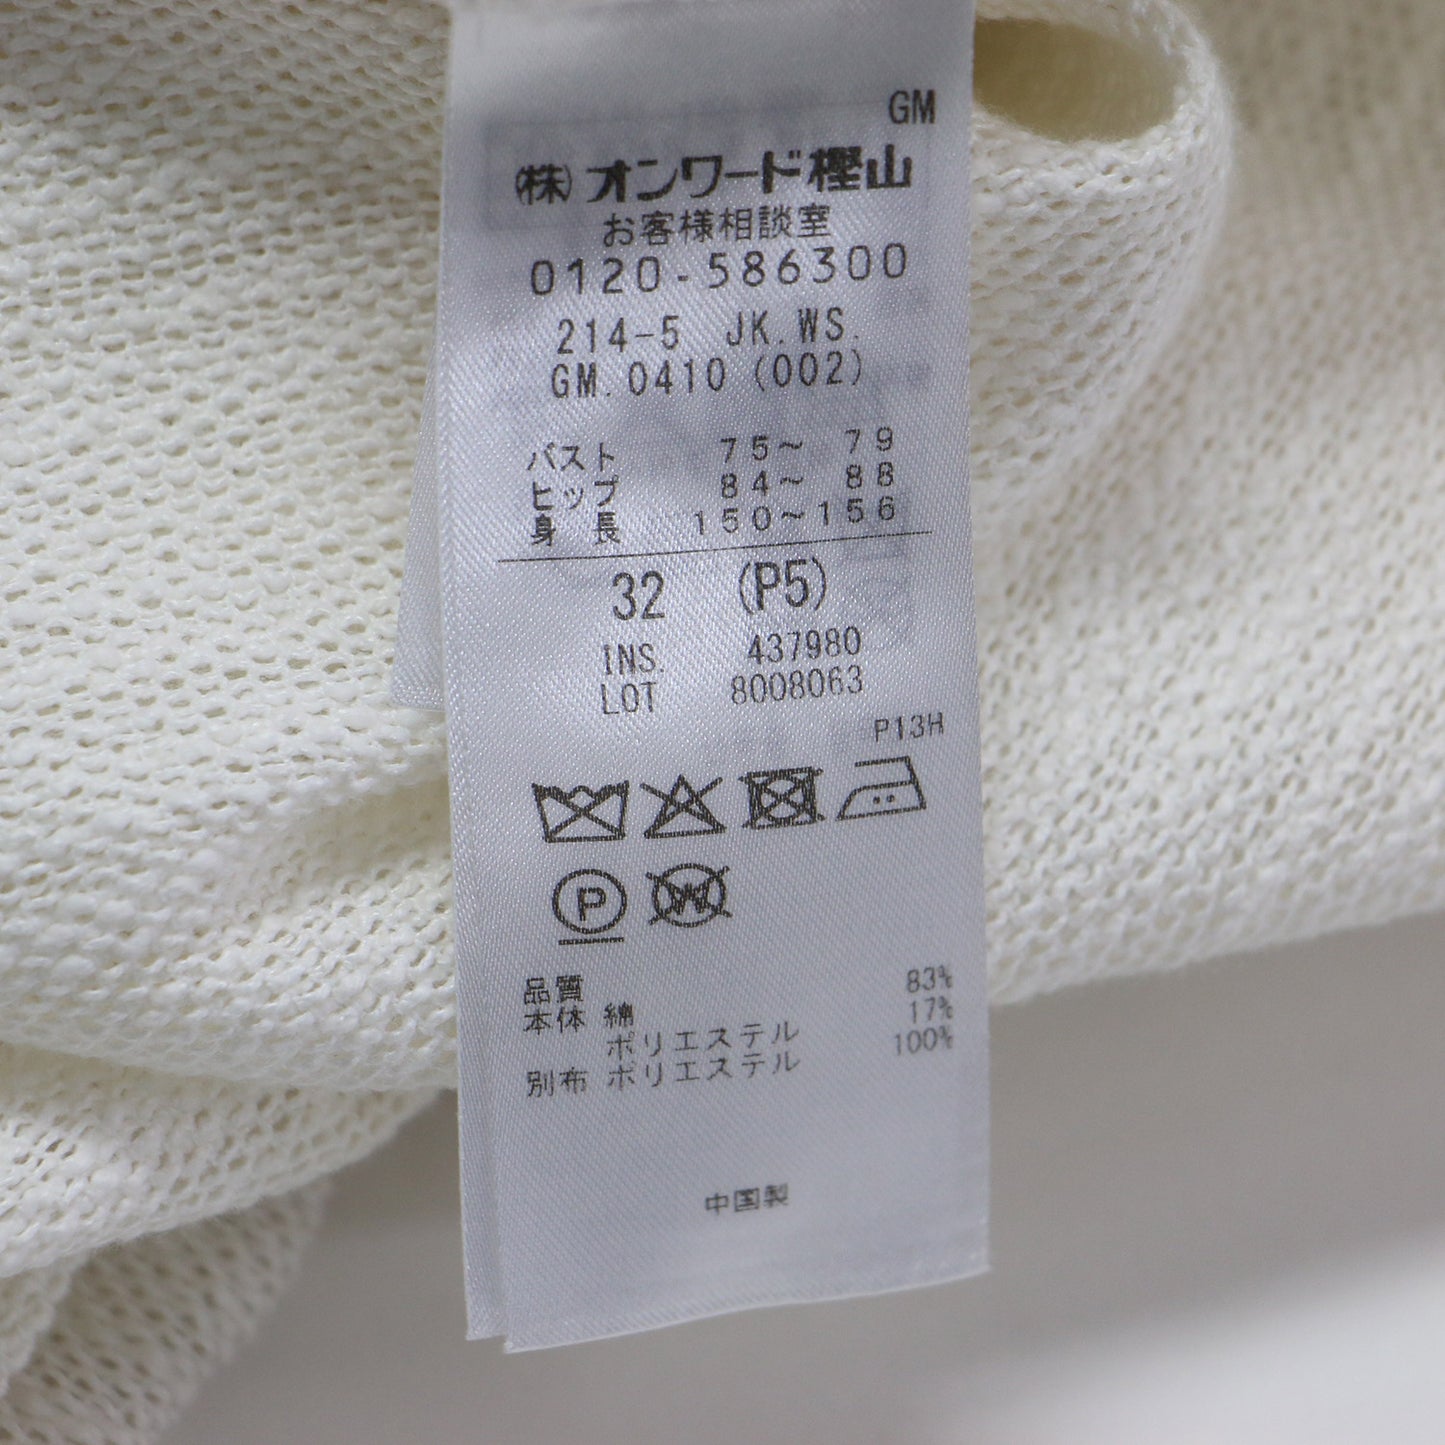 GM
㈱オンワード樫山
お客様相談室
0120-586300
214-5 JK.WS.
GM.0410 (002)
バスト 75～ 79
ヒップ 84～ 88
身 長 150～156
32 (P5)
INS. 437980
LOT 8008063
P13H
P
W
品質
本体 綿 83%
ポリエステル 17%
別布 ポリエステル 100%
中国製